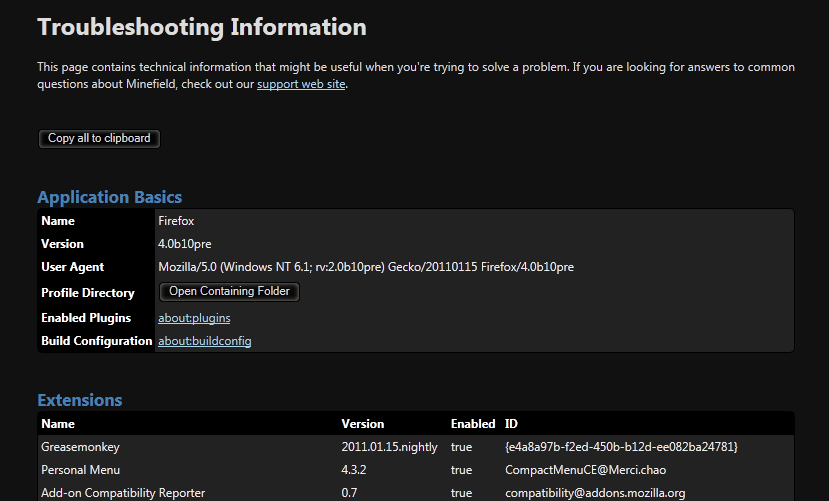 Troubleshooting Information
This page contains technical information that might be useful when you're trying to solve a problem. If you are looking for answers to common
questions about Minefield, check out our support web site.
Copy all to clipboard
Application Basics
Name Firefox
Version 4.0b10pre
User Agent Mozilla/5.0 (Windows NT 6.1; rv:2.0b10pre) Gecko/20110115 Firefox/4.0b10pre
Profile Directory Open Containing Folder
Enabled Plugins about:plugins
Build Configuration about:buildconfig
Extensions
Name Version Enabled ID
Greasemonkey 2011.01.15.nightly true {e4a8a97b-f2ed-450b-b12d-ee082ba24781}
Personal Menu 4.3.2 true CompactMenuCE@Merci.chao
Add-on Compatibility Reporter 0.7 true compatibility@addons.mozilla.org